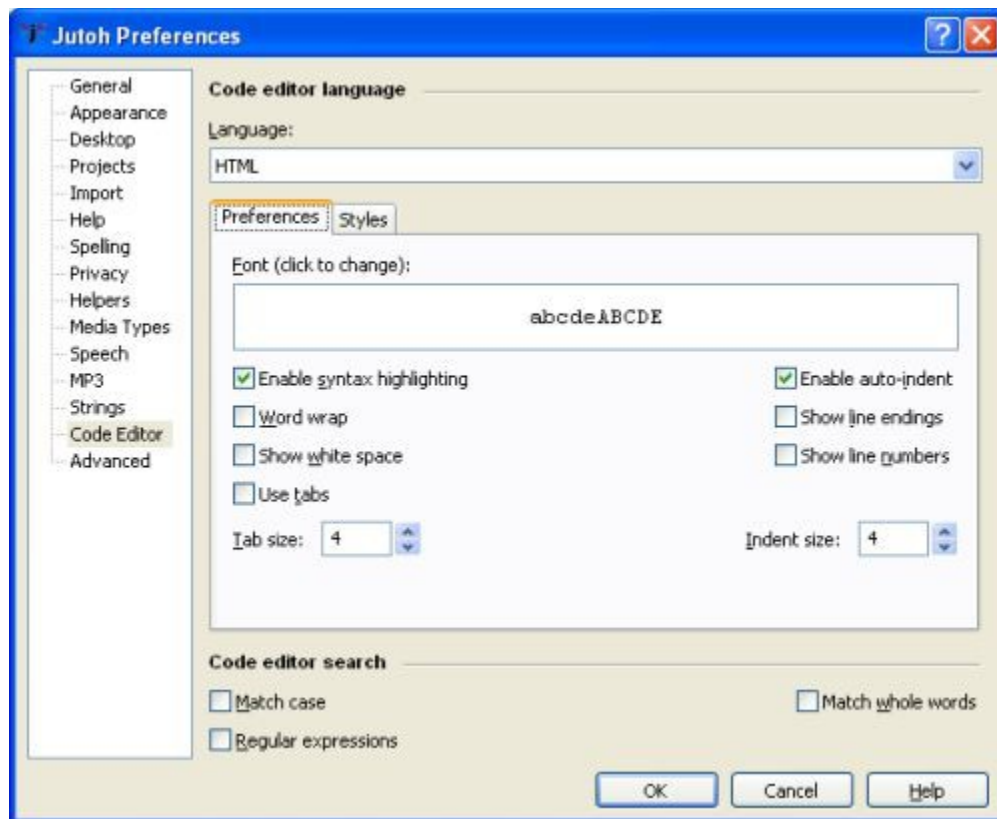 Jutoh Preferences
General
Appearance
Desktop
Projects
Import
Help
Spelling
Privacy
Helpers
Media Types
Speech
MP3
Strings
Code Editor
Advanced
Code editor language
Language:
HTML
Preferences Styles
Font (click to change):
abcdeABCDE
Enable syntax highlighting Enable auto-indent
Word wrap Show line endings
Show white space Show line numbers
Use tabs
Tab size: 4 Indent size: 4
Code editor search
Match case Match whole words
Regular expressions
OK Cancel Help